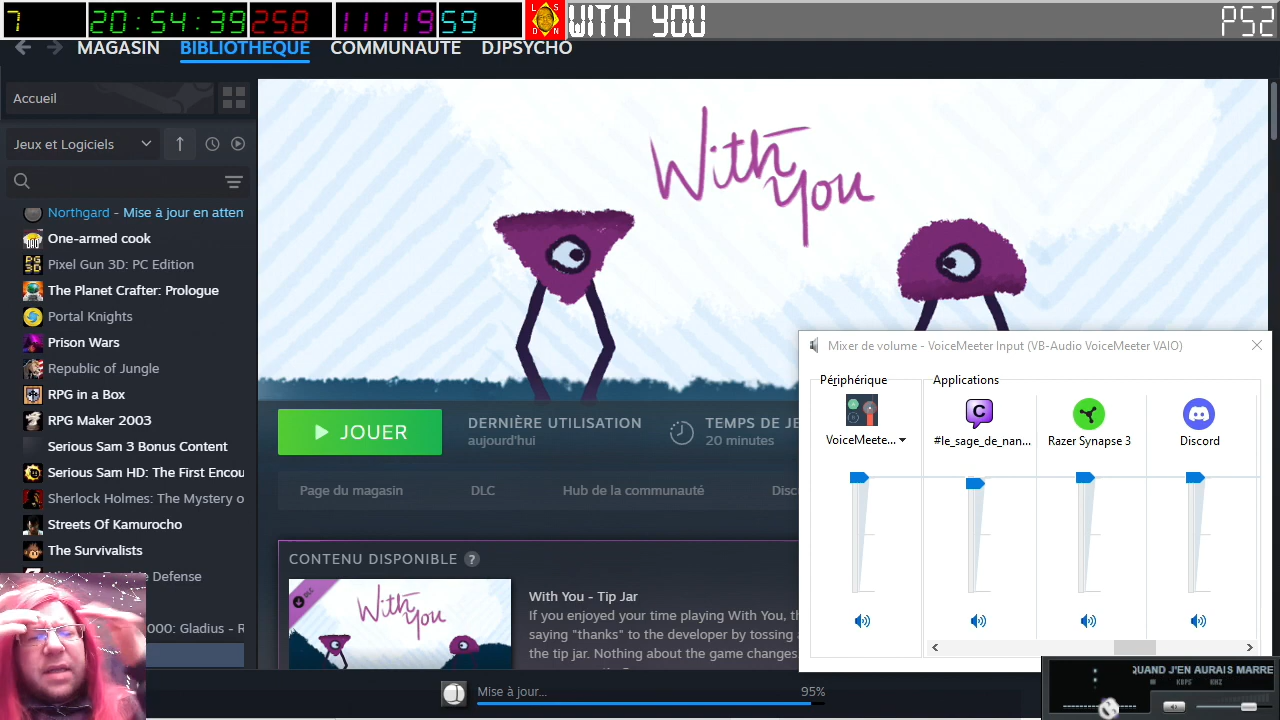 7 20:54:39 258 11119 59 L S D N WITH YOU PS2
MAGASIN BIBLIOTHÈQUE COMMUNAUTÉ DJPSYCHO
Accueil
Jeux et Logiciels
Northgard - Mise à jour en atten
One-armed cook
Pixel Gun 3D: PC Edition
The Planet Crafter: Prologue
Portal Knights
Prison Wars
Republic of Jungle
RPG in a Box
RPG Maker 2003
Serious Sam 3 Bonus Content
Serious Sam HD: The First Encou
Sherlock Holmes: The Mystery o
Streets Of Kamurocho
The Survivalists
Defense
000: Gladius - R
With You
JOUER
DERNIÈRE UTILISATION
aujourd'hui
TEMPS DE JE
20 minutes
Page du magasin DLC Hub de la communauté Disc
CONTENU DISPONIBLE ?
DLC
With You
With You - Tip Jar
If you enjoyed your time playing With You, th
saying "thanks" to the developer by tossing a
the tip jar. Nothing about the game changes
Mixer de volume - VoiceMeeter Input (VB-Audio VoiceMeeter VAIO)
Périphérique Applications
VoiceMeete... #le_sage_de_nan... Razer Synapse 3 Discord
Mise à jour... 95%
QUAND J'EN AURAIS MARRE
KBPS KHZ